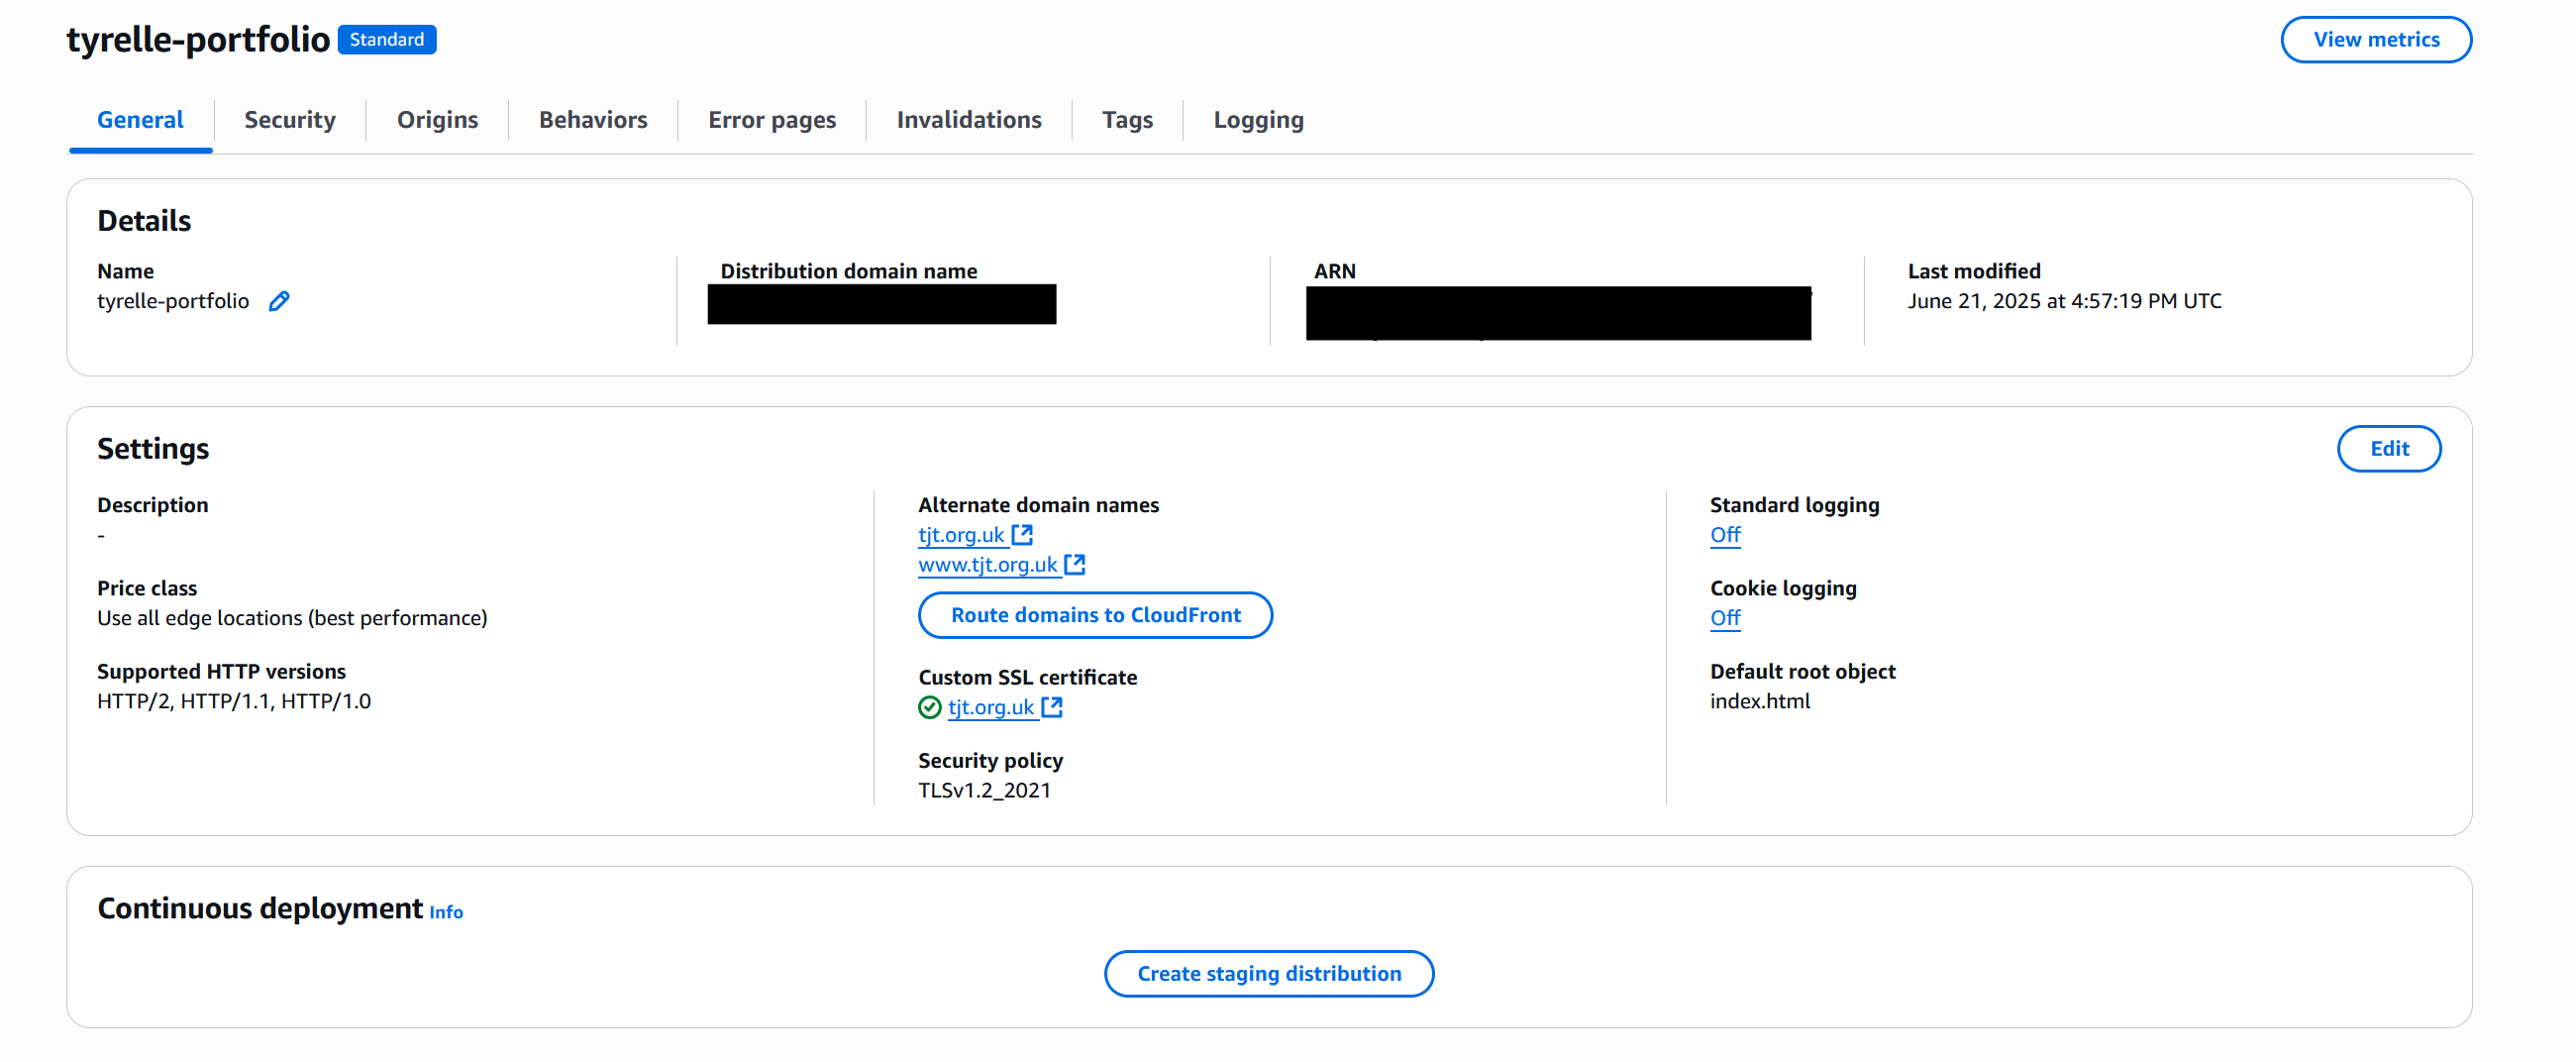 tyrelle-portfolio Standard
View metrics
General Security Origins Behaviors Error pages Invalidations Tags Logging
Details
Name
tyrelle-portfolio
Distribution domain name
ARN
Last modified
June 21, 2025 at 4:57:19 PM UTC
Settings
Edit
Description
-
Price class
Use all edge locations (best performance)
Supported HTTP versions
HTTP/2, HTTP/1.1, HTTP/1.0
Alternate domain names
tjt.org.uk
www.tjt.org.uk
Route domains to CloudFront
Custom SSL certificate
tjt.org.uk
Security policy
TLSv1.2_2021
Standard logging
Off
Cookie logging
Off
Default root object
index.html
Continuous deployment Info
Create staging distribution